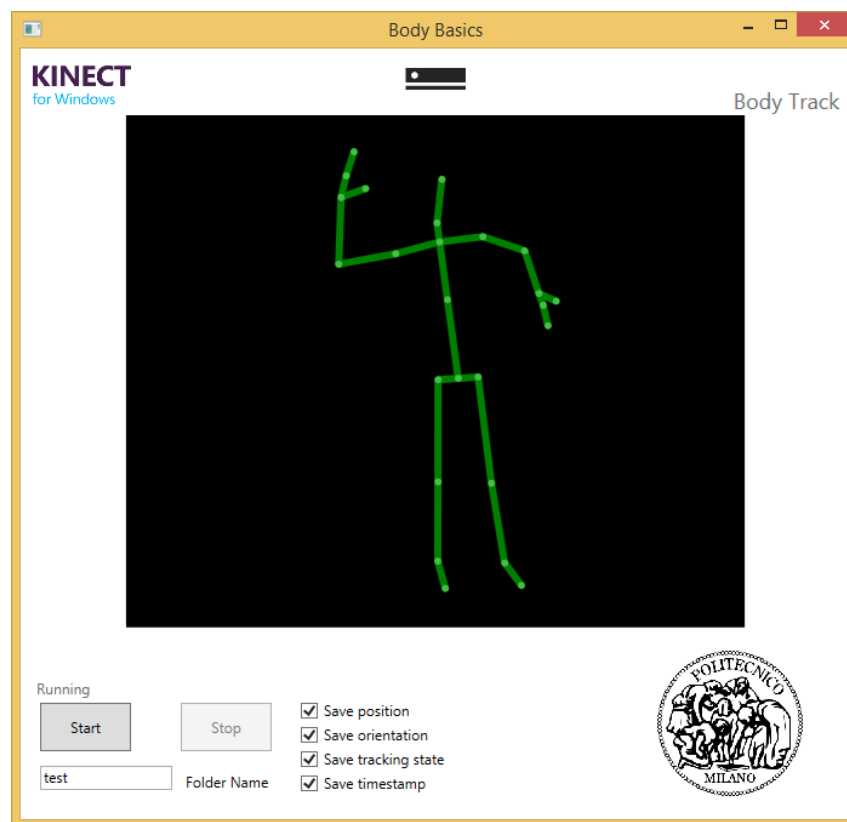 Body Basics
KINECT
for Windows
Body Track
Running
Start
Stop
test
Folder Name
Save position
Save orientation
Save tracking state
Save timestamp
POLITECNICO
MILANO